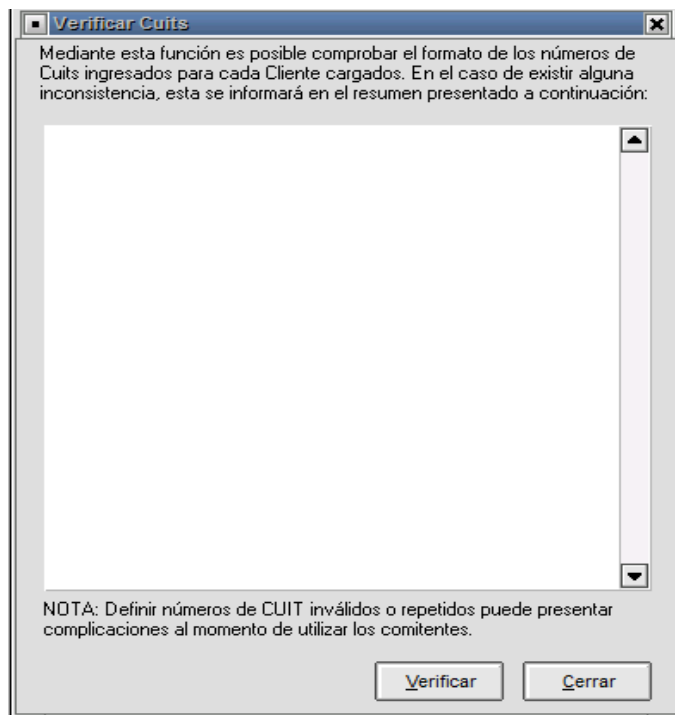 Verificar Cuits
Mediante esta función es posible comprobar el formato de los números de
Cuits ingresados para cada Cliente cargados. En el caso de existir alguna
inconsistencia, esta se informará en el resumen presentado a continuación:
NOTA: Definir números de CUIT inválidos o repetidos puede presentar
complicaciones al momento de utilizar los comitentes.
Verificar
Cerrar